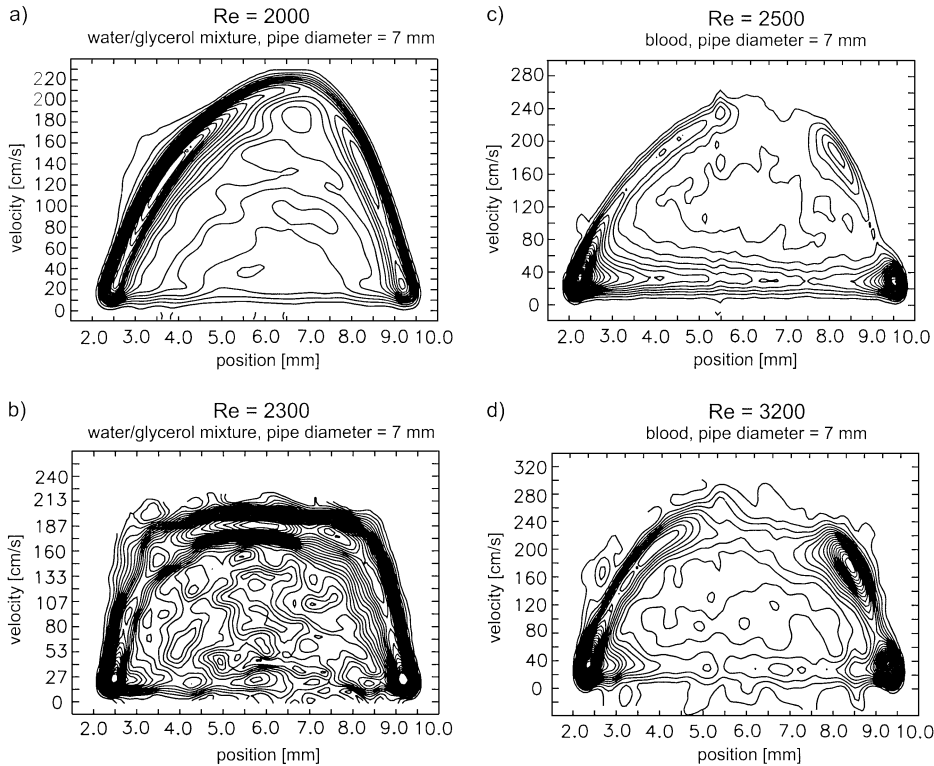 a)
Re = 2000
water/glycerol mixture, pipe diameter = 7 mm
220
200
180
160
140
120
100
80
60
40
20
0
velocity [cm/s]
2.0 3.0 4.0 5.0 6.0 7.0 8.0 9.0 10.0
position [mm]
c)
Re = 2500
blood, pipe diameter = 7 mm
280
240
200
160
120
80
40
0
velocity [cm/s]
2.0 3.0 4.0 5.0 6.0 7.0 8.0 9.0 10.0
position [mm]
b)
Re = 2300
water/glycerol mixture, pipe diameter = 7 mm
240
213
187
160
133
107
80
53
27
0
velocity [cm/s]
2.0 3.0 4.0 5.0 6.0 7.0 8.0 9.0 10.0
position [mm]
d)
Re = 3200
blood, pipe diameter = 7 mm
320
280
240
200
160
120
80
40
0
velocity [cm/s]
2.0 3.0 4.0 5.0 6.0 7.0 8.0 9.0 10.0
position [mm]